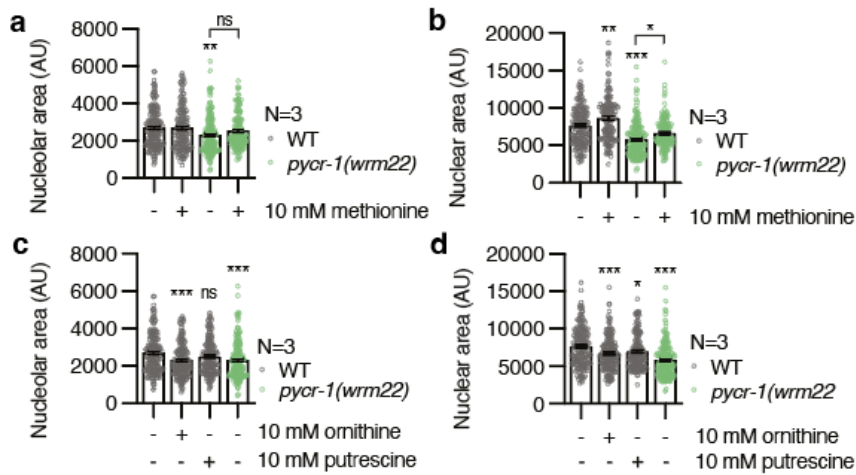 a
Nucleolar area (AU)
8000
6000
4000
2000
0
**
ns
N=3
WT
pycr-1(wrm22)
- + - + 10 mM methionine
b
Nuclear area (AU)
20000
15000
10000
5000
0
**
***
*
N=3
WT
pycr-1(wrm22)
- + - + 10 mM methionine
c
Nucleolar area (AU)
8000
6000
4000
2000
0
*** ns ***
N=3
WT
pycr-1(wrm22)
- + - - 10 mM ornithine
- - + - 10 mM putrescine
d
Nuclear area (AU)
20000
15000
10000
5000
0
*** * ***
N=3
WT
pycr-1(wrm22
- + - - 10 mM ornithine
- - + - 10 mM putrescine